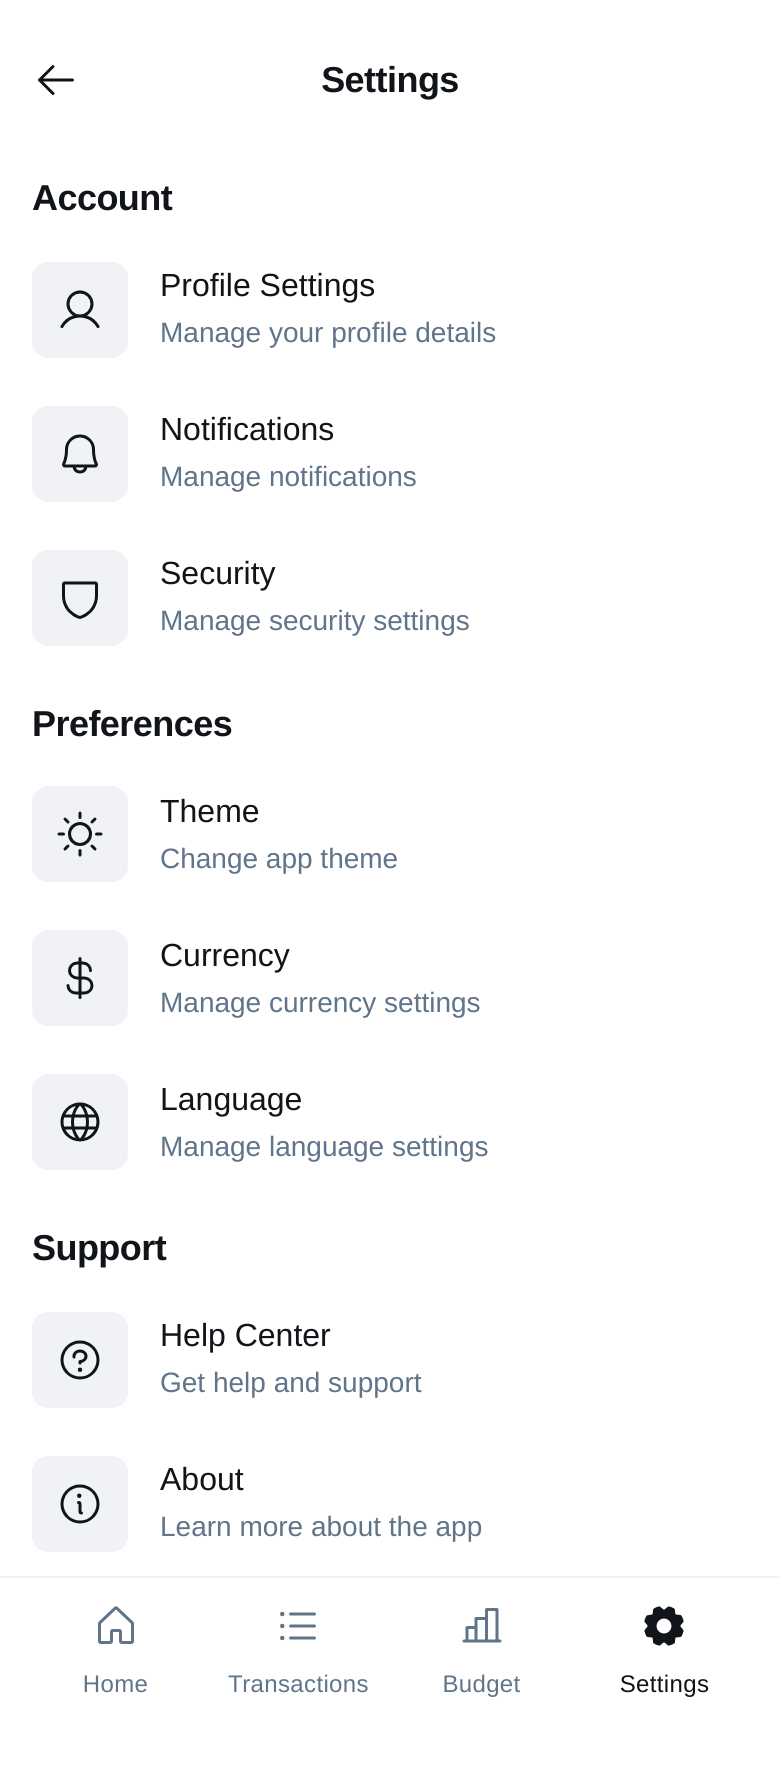 Settings
Account
Profile Settings
Manage your profile details
Notifications
Manage notifications
Security
Manage security settings
Preferences
Theme
Change app theme
Currency
Manage currency settings
Language
Manage language settings
Support
Help Center
Get help and support
About
Learn more about the app
Home Transactions Budget Settings